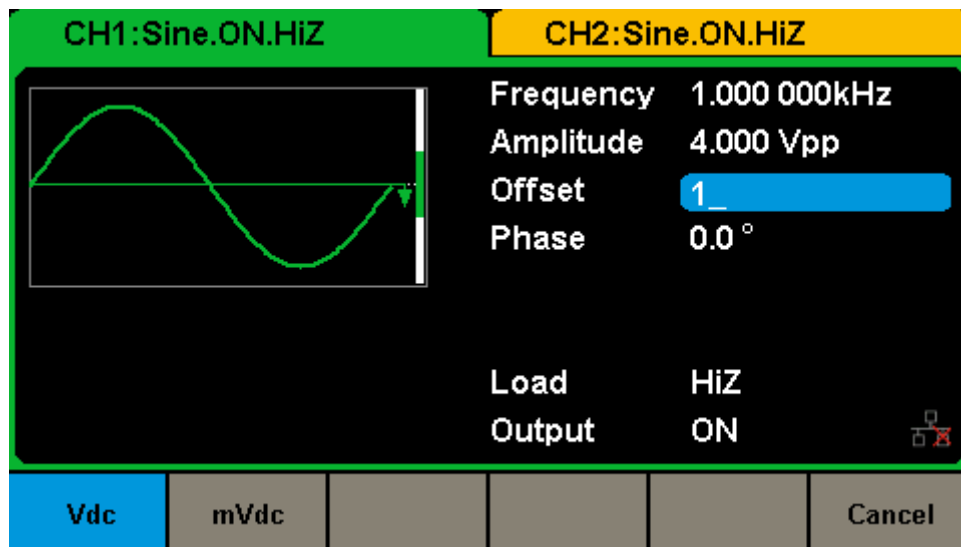 CH1:Sine.ON.HiZ
CH2:Sine.ON.HiZ
Frequency 1.000 000kHz
Amplitude 4.000 Vpp
Offset 1_
Phase 0.0 °
Load HiZ
Output ON
Vdc mVdc Cancel